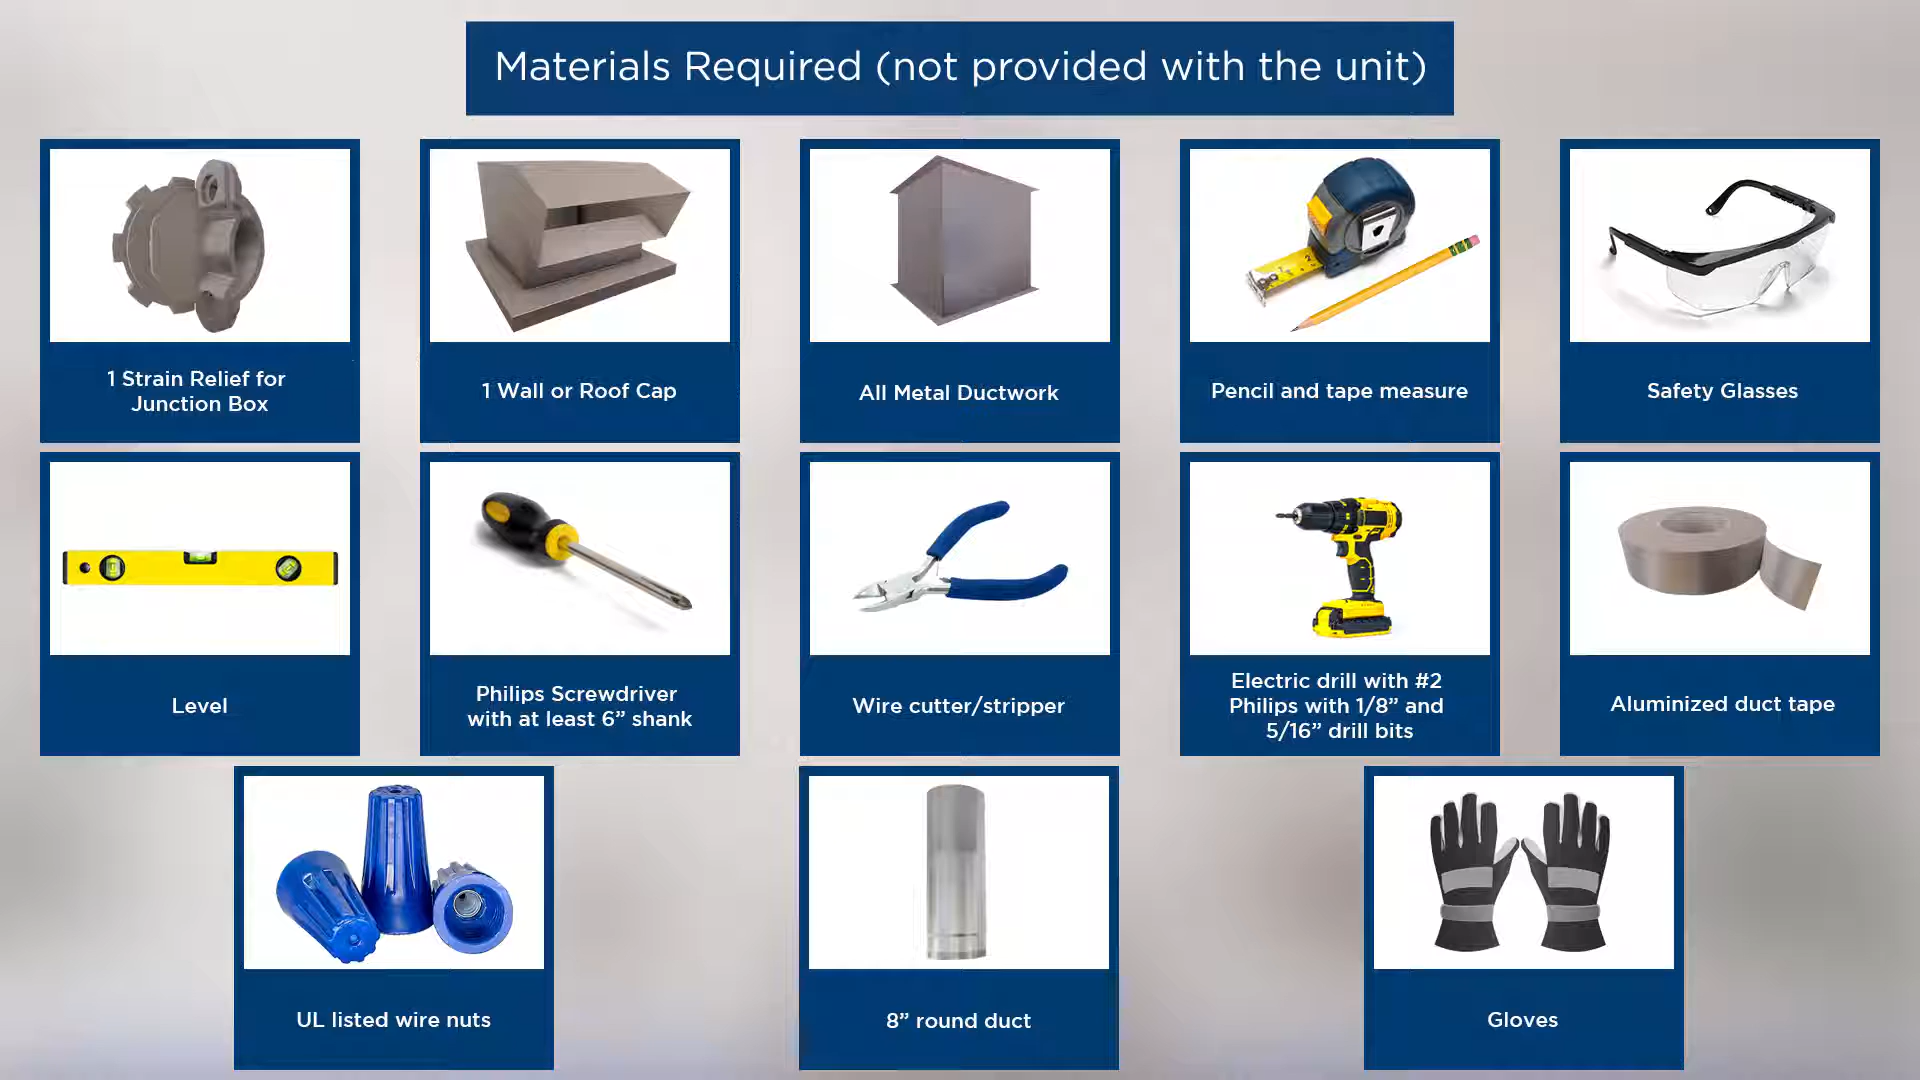 Materials Required (not provided with the unit)
1 Strain Relief for
Junction Box
1 Wall or Roof Cap
All Metal Ductwork
Pencil and tape measure
Safety Glasses
Level
Philips Screwdriver
with at least 6” shank
Wire cutter/stripper
Electric drill with #2
Philips with 1/8” and
5/16” drill bits
Aluminized duct tape
UL listed wire nuts
8” round duct
Gloves